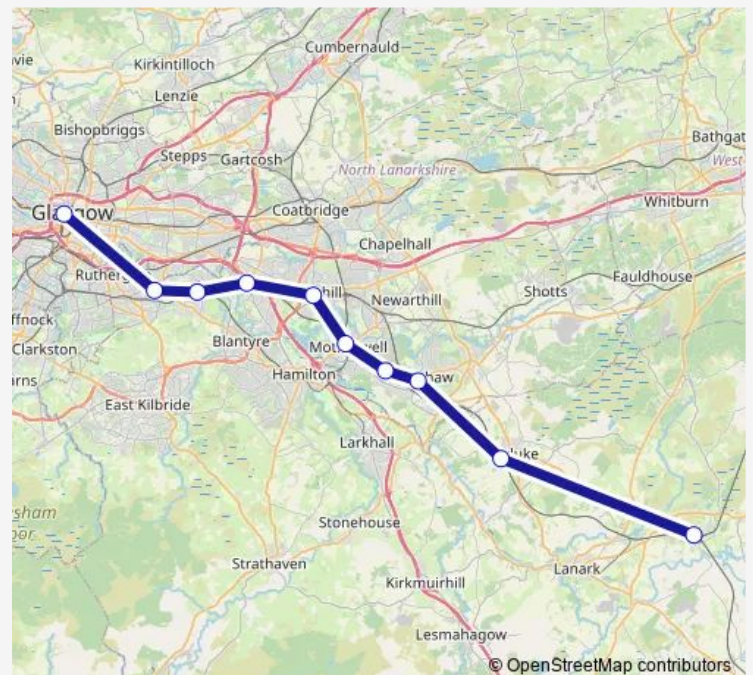 Cumbernauld
Kirkintilloch
Lenzie
Bishopbriggs
Bathgat
Stepps
Gartcosh
West
North Lanarkshire
Whitburn
Coatbridge
Chapelhall
Fauldhouse
Shotts
Newarthill
Clarkston
Blantyre
Hamilton
East Kilbride
Larkhall
Stonehouse
Strathaven
Lanark
Kirkmuirhill
Lesmahagow
© OpenStreetMap contributors